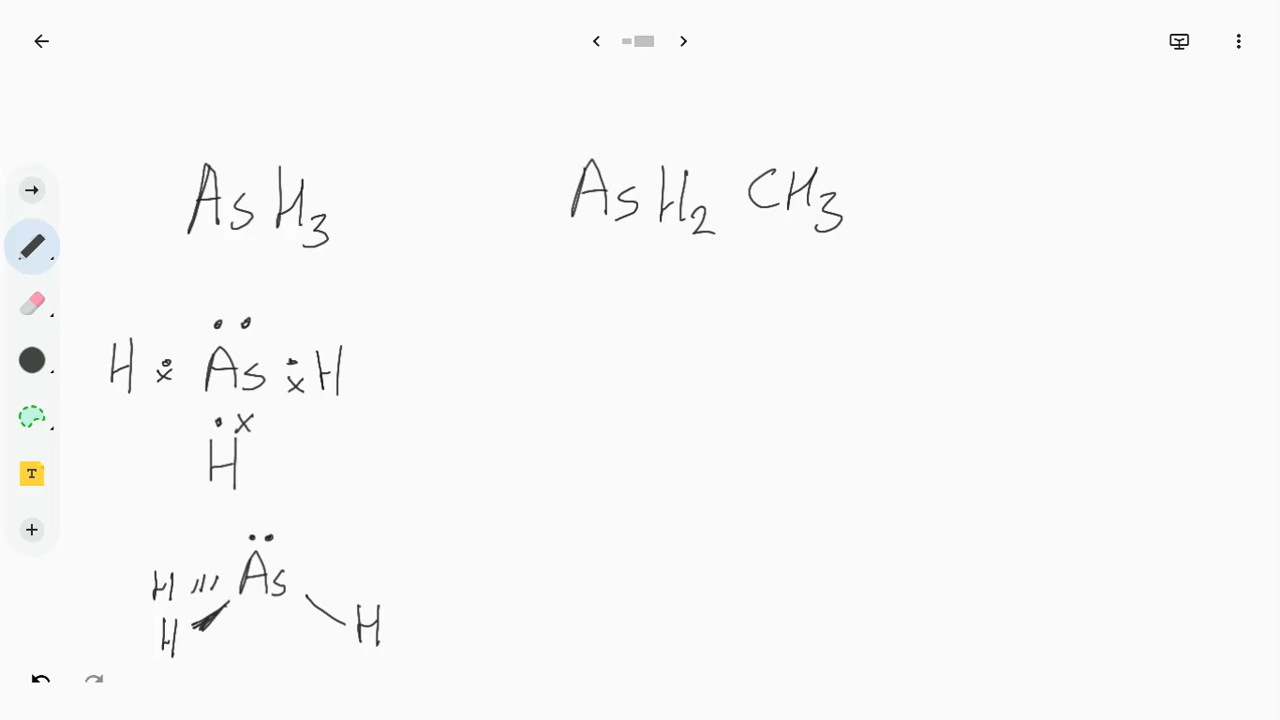 AsH3
AsH2 CH3
H As H
H
H As
H H
T